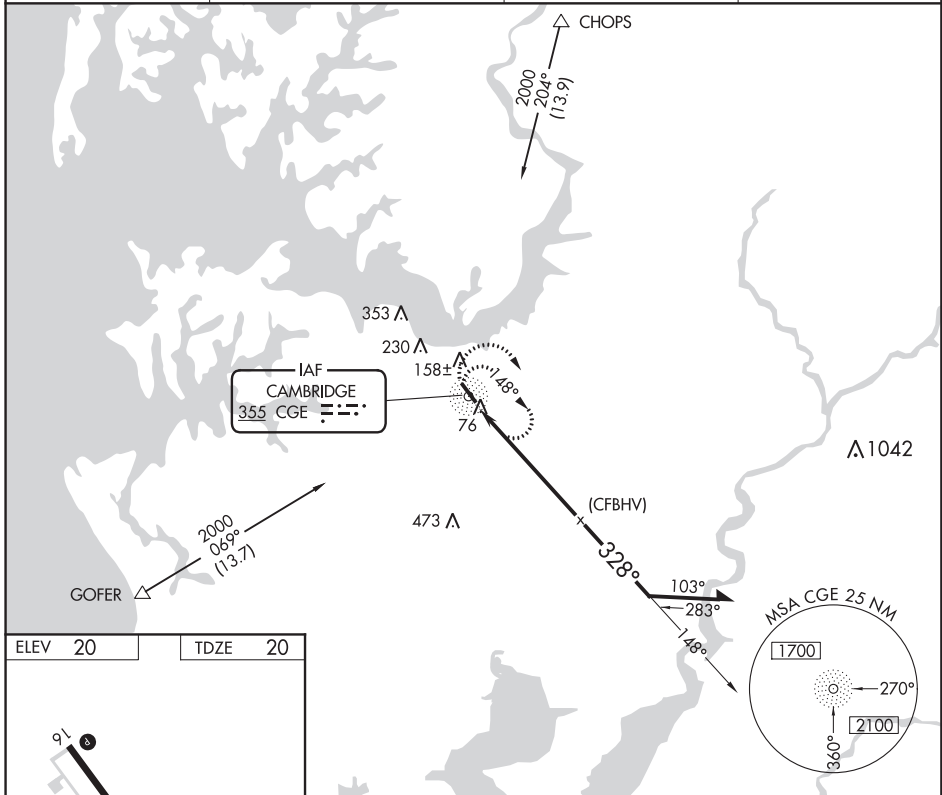 CHOPS
2000
204°
(13.9)
353
230
158±
IAF
CAMBRIDGE
355 CGE
148°
76
1042
(CFBHV)
473
2000
069°
(13.7)
328°
GOFER
103°
283°
148°
MSA CGE 25 NM
1700
270°
2100
360°
ELEV 20
TDZE 20
16
P